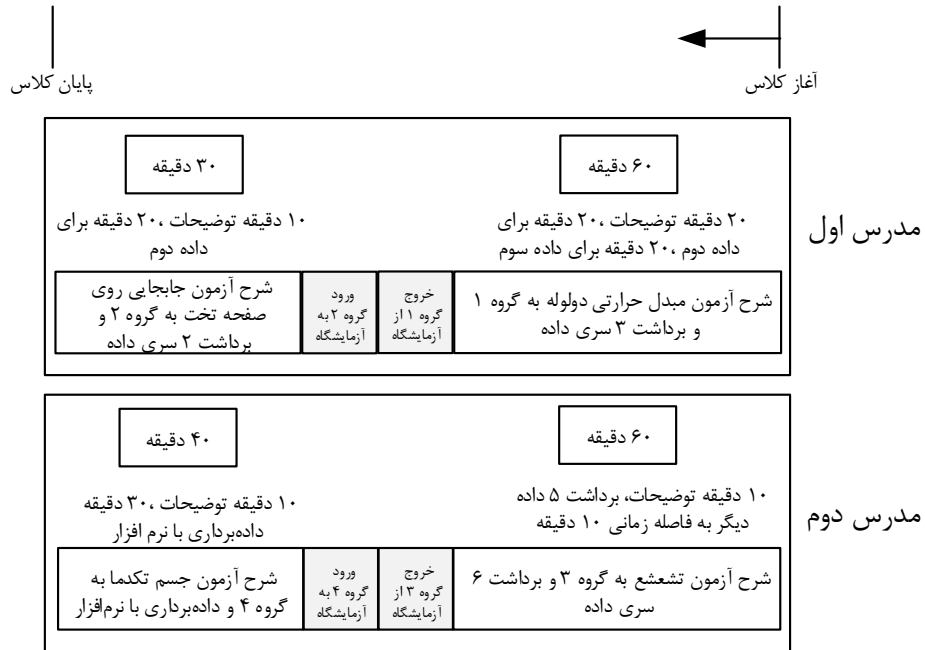 آغاز کلاس
پایان کلاس
مدرس اول
۶۰ دقیقه
۲۰ دقیقه توضیحات ،۲۰ دقیقه برای
داده دوم ،۲۰ دقیقه برای داده سوم
شرح آزمون مبدل حرارتی دولوله به گروه ۱
و برداشت ۳ سری داده
خروج
گروه ۱ از
آزمایشگاه
ورود
گروه ۲ به
آزمایشگاه
۳۰ دقیقه
۱۰ دقیقه توضیحات ،۲۰ دقیقه برای
داده دوم
شرح آزمون جابجایی روی
صفحه تخت به گروه ۲ و
برداشت ۲ سری داده
مدرس دوم
۶۰ دقیقه
۱۰ دقیقه توضیحات، برداشت ۵ داده
دیگر به فاصله زمانی ۱۰ دقیقه
شرح آزمون تشعشع به گروه ۳ و برداشت ۶
سری داده
خروج
گروه ۳ از
آزمایشگاه
ورود
گروه ۴ به
آزمایشگاه
۴۰ دقیقه
۱۰ دقیقه توضیحات ،۳۰ دقیقه
داده‌برداری با نرم افزار
شرح آزمون جسم تکدما به
گروه ۴ و داده‌برداری با نرم‌افزار